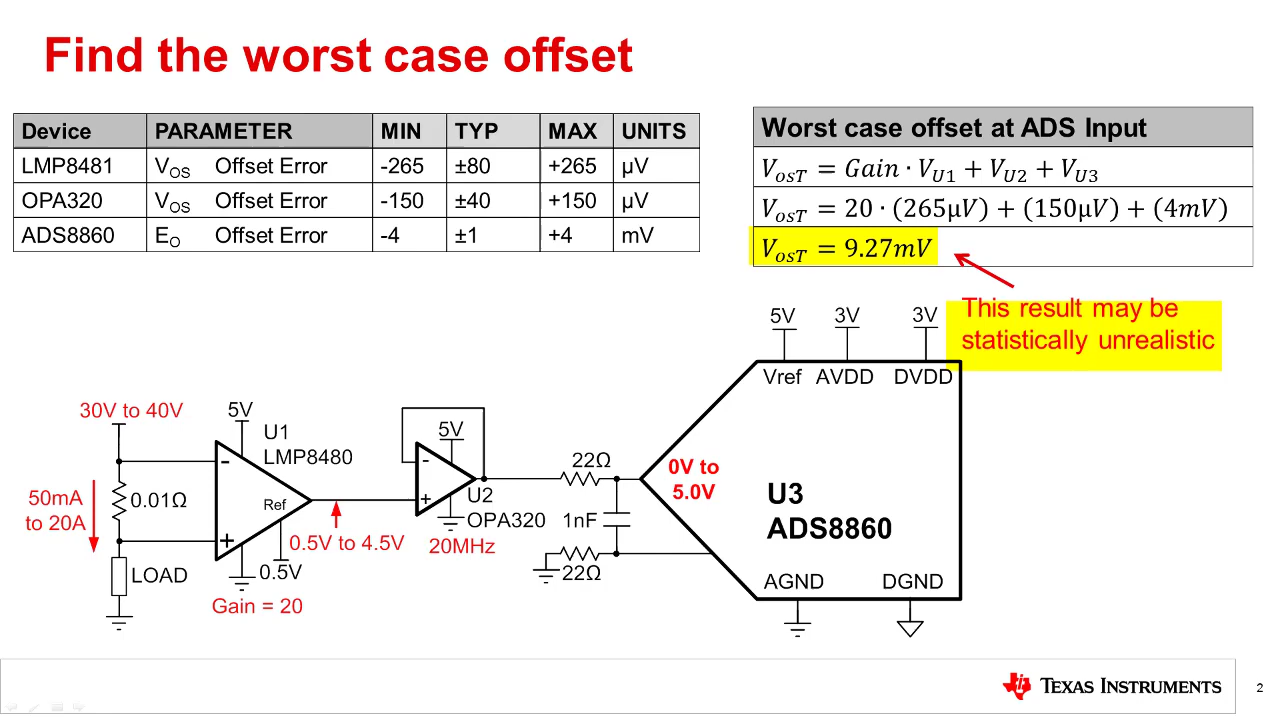 Find the worst case offset
Device PARAMETER MIN TYP MAX UNITS
LMP8481 VOS Offset Error -265 ±80 +265 µV
OPA320 VOS Offset Error -150 ±40 +150 µV
ADS8860 EO Offset Error -4 ±1 +4 mV
Worst case offset at ADS Input
VosT = Gain · VU1 + VU2 + VU3
VosT = 20 · (265µV) + (150µV) + (4mV)
VosT = 9.27mV
This result may be
statistically unrealistic
5V 3V 3V
Vref AVDD DVDD
30V to 40V
5V
U1
LMP8480
-
+
Ref
0.01Ω
50mA
to 20A
LOAD
0.5V
Gain = 20
0.5V to 4.5V
5V
-
+
U2
OPA320
20MHz
22Ω
1nF
22Ω
0V to
5.0V
U3
ADS8860
AGND DGND
TEXAS INSTRUMENTS
2